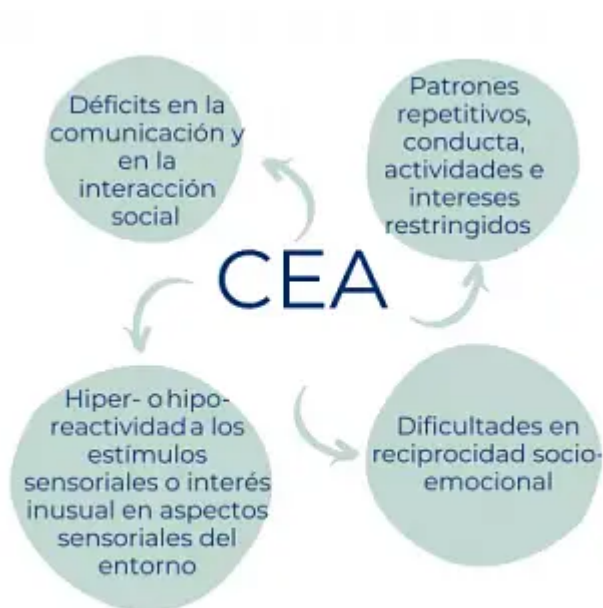 Déficits en la
comunicación y
en la
interacción
social
Patrones
repetitivos,
conducta,
actividades e
intereses
restringidos
CEA
Hiper- o hipo-
reactividad a los
estímulos
sensoriales o interés
inusual en aspectos
sensoriales del
entorno
Dificultades en
reciprocidad socio-
emocional